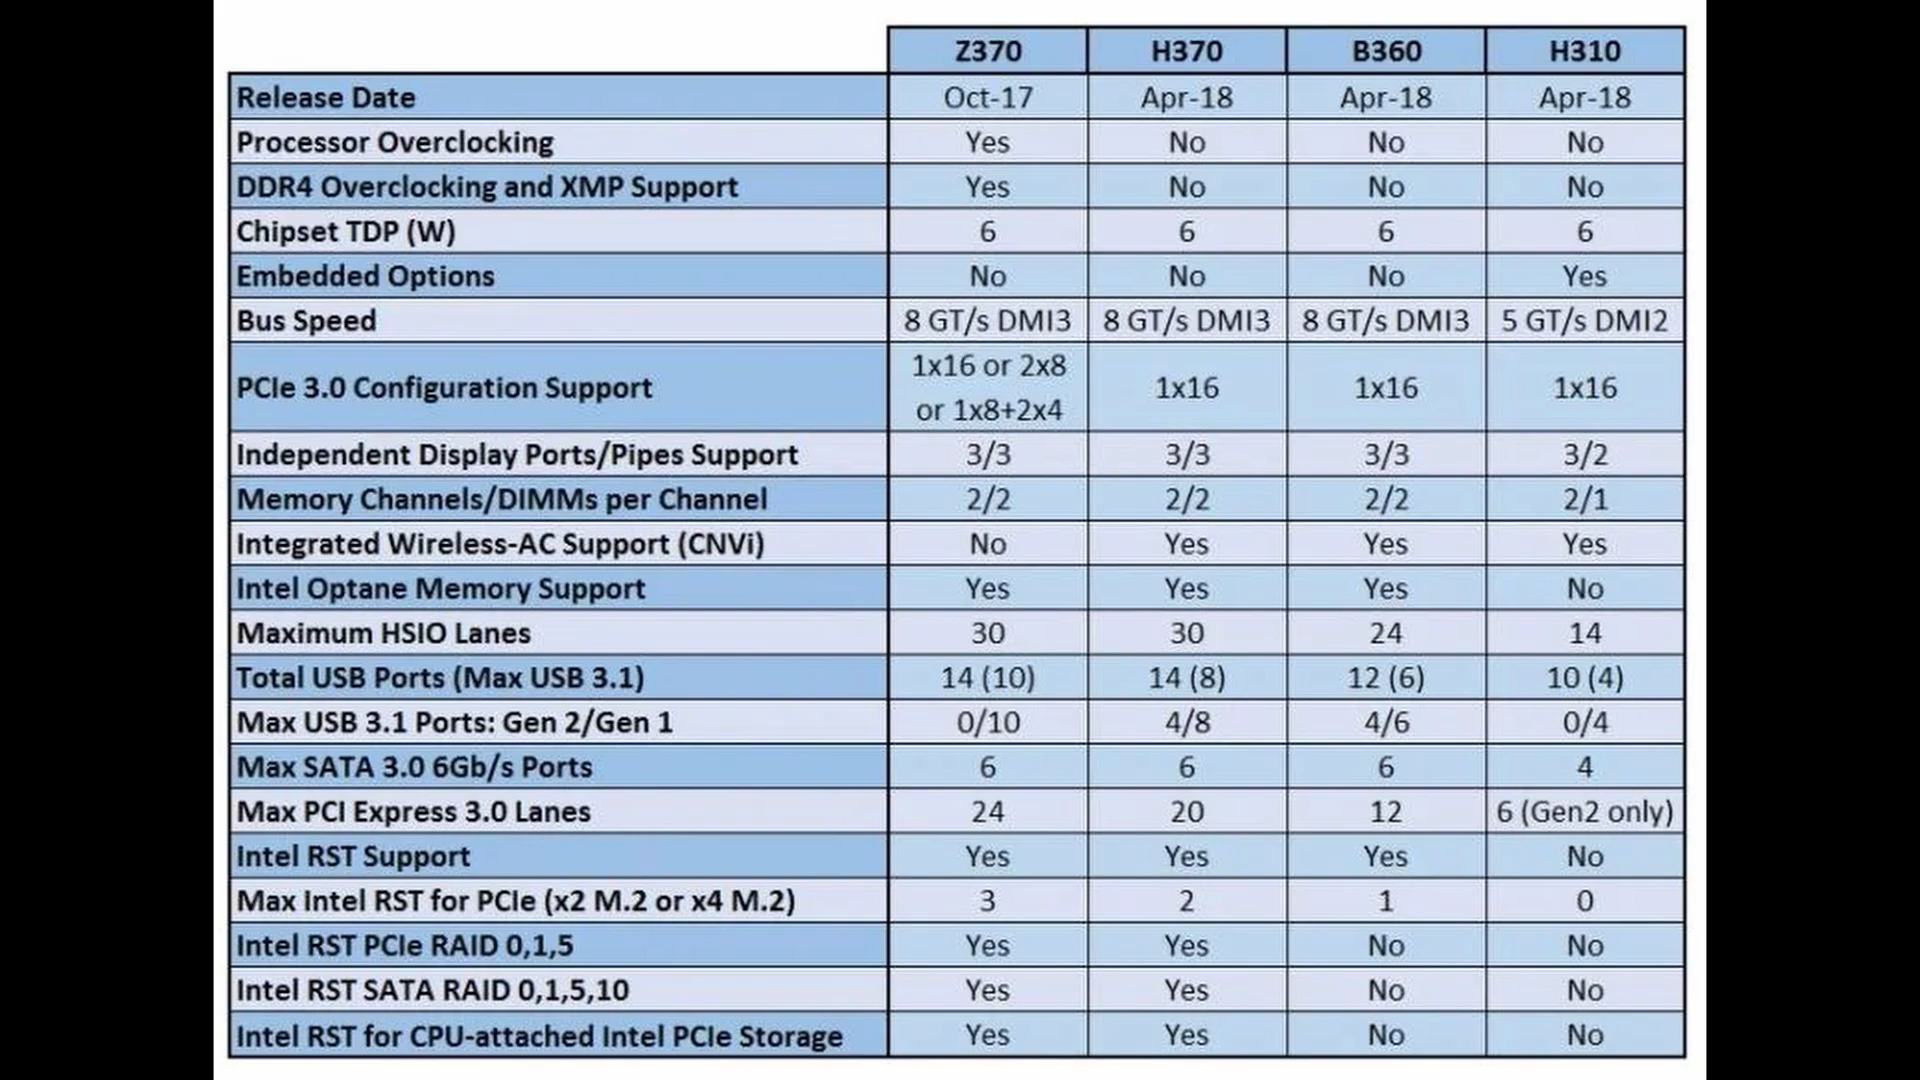 Z370 H370 B360 H310
Release Date Oct-17 Apr-18 Apr-18 Apr-18
Processor Overclocking Yes No No No
DDR4 Overclocking and XMP Support Yes No No No
Chipset TDP (W) 6 6 6 6
Embedded Options No No No Yes
Bus Speed 8 GT/s DMI3 8 GT/s DMI3 8 GT/s DMI3 5 GT/s DMI2
PCIe 3.0 Configuration Support 1x16 or 2x8 or 1x8+2x4 1x16 1x16 1x16
Independent Display Ports/Pipes Support 3/3 3/3 3/3 3/2
Memory Channels/DIMMs per Channel 2/2 2/2 2/2 2/1
Integrated Wireless-AC Support (CNVi) No Yes Yes Yes
Intel Optane Memory Support Yes Yes Yes No
Maximum HSIO Lanes 30 30 24 14
Total USB Ports (Max USB 3.1) 14 (10) 14 (8) 12 (6) 10 (4)
Max USB 3.1 Ports: Gen 2/Gen 1 0/10 4/8 4/6 0/4
Max SATA 3.0 6Gb/s Ports 6 6 6 4
Max PCI Express 3.0 Lanes 24 20 12 6 (Gen2 only)
Intel RST Support Yes Yes Yes No
Max Intel RST for PCIe (x2 M.2 or x4 M.2) 3 2 1 0
Intel RST PCIe RAID 0,1,5 Yes Yes No No
Intel RST SATA RAID 0,1,5,10 Yes Yes No No
Intel RST for CPU-attached Intel PCIe Storage Yes Yes No No